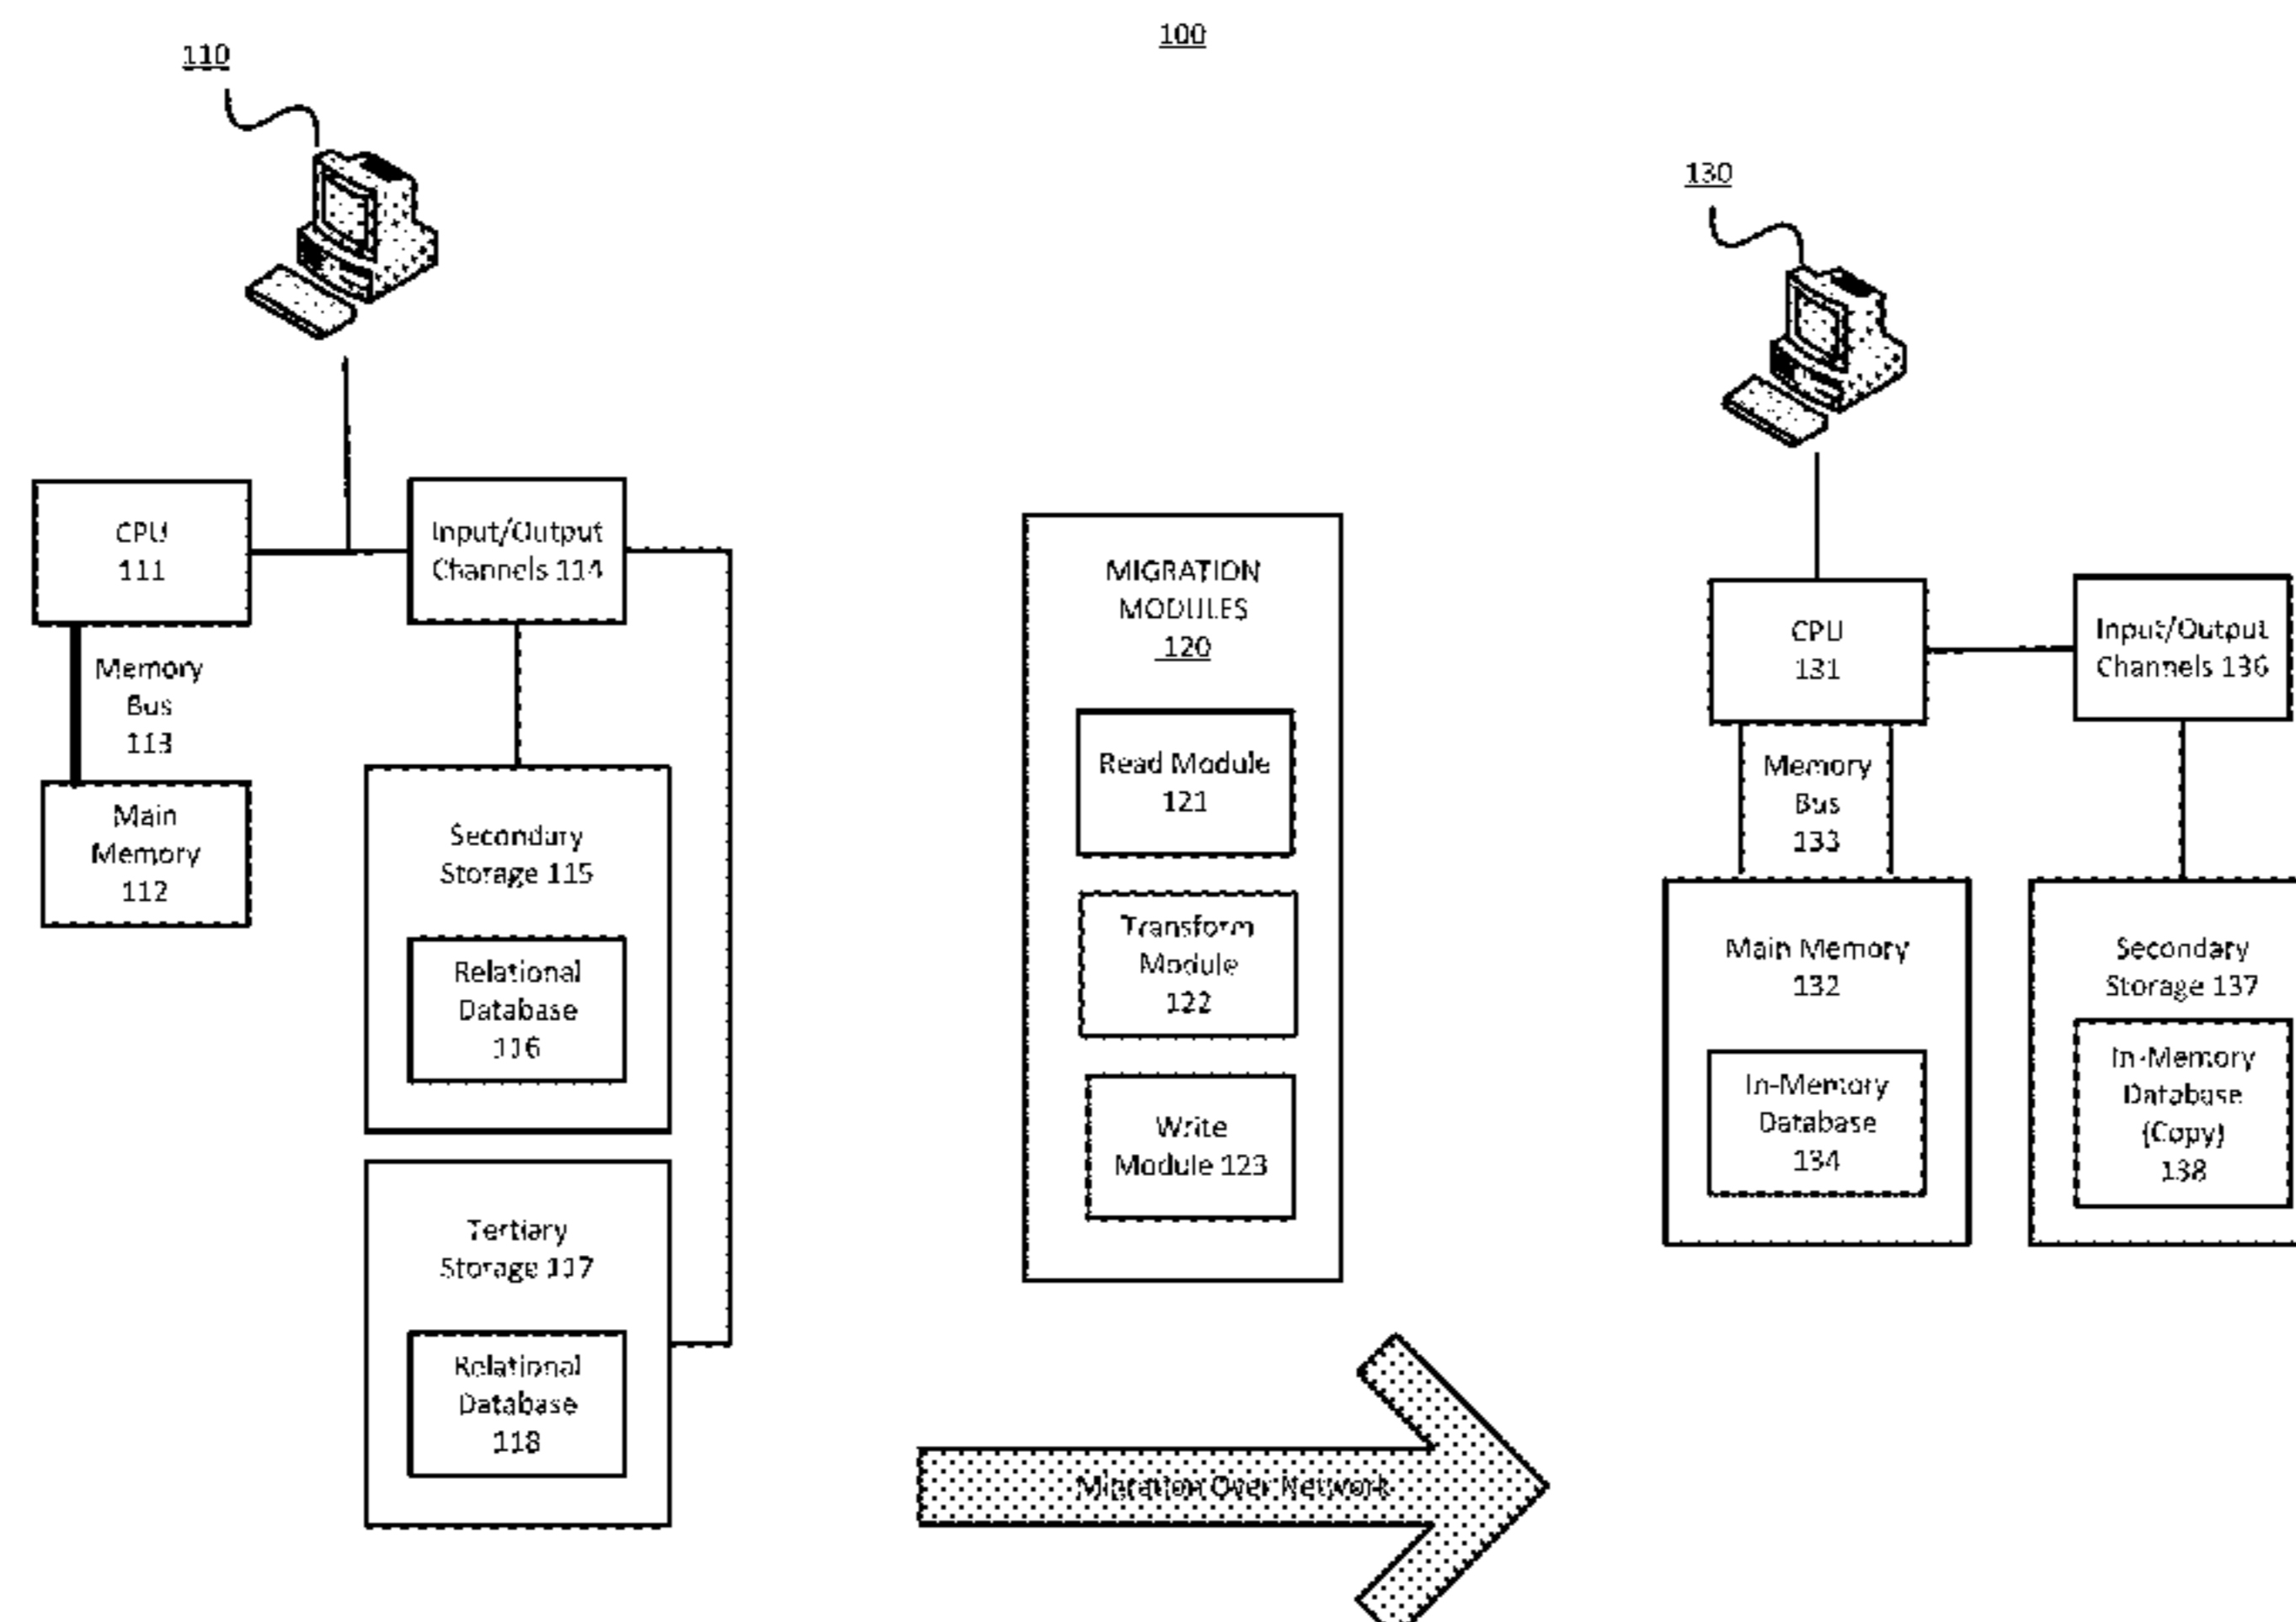 100
110
130
CPU
111
Input/Output
Channels 114
Memory
Bus
113
Main
Memory
112
Secondary
Storage 115
Relational
Database
116
Tertiary
Storage 117
Relational
Database
118
MIGRATION
MODULES
120
Read Module
121
Transform
Module
122
Write
Module 123
Migration Over Network
CPU
131
Input/Output
Channels 136
Memory
Bus
133
Main Memory
132
In-Memory
Database
134
Secondary
Storage 137
In-Memory
Database
(Copy)
138